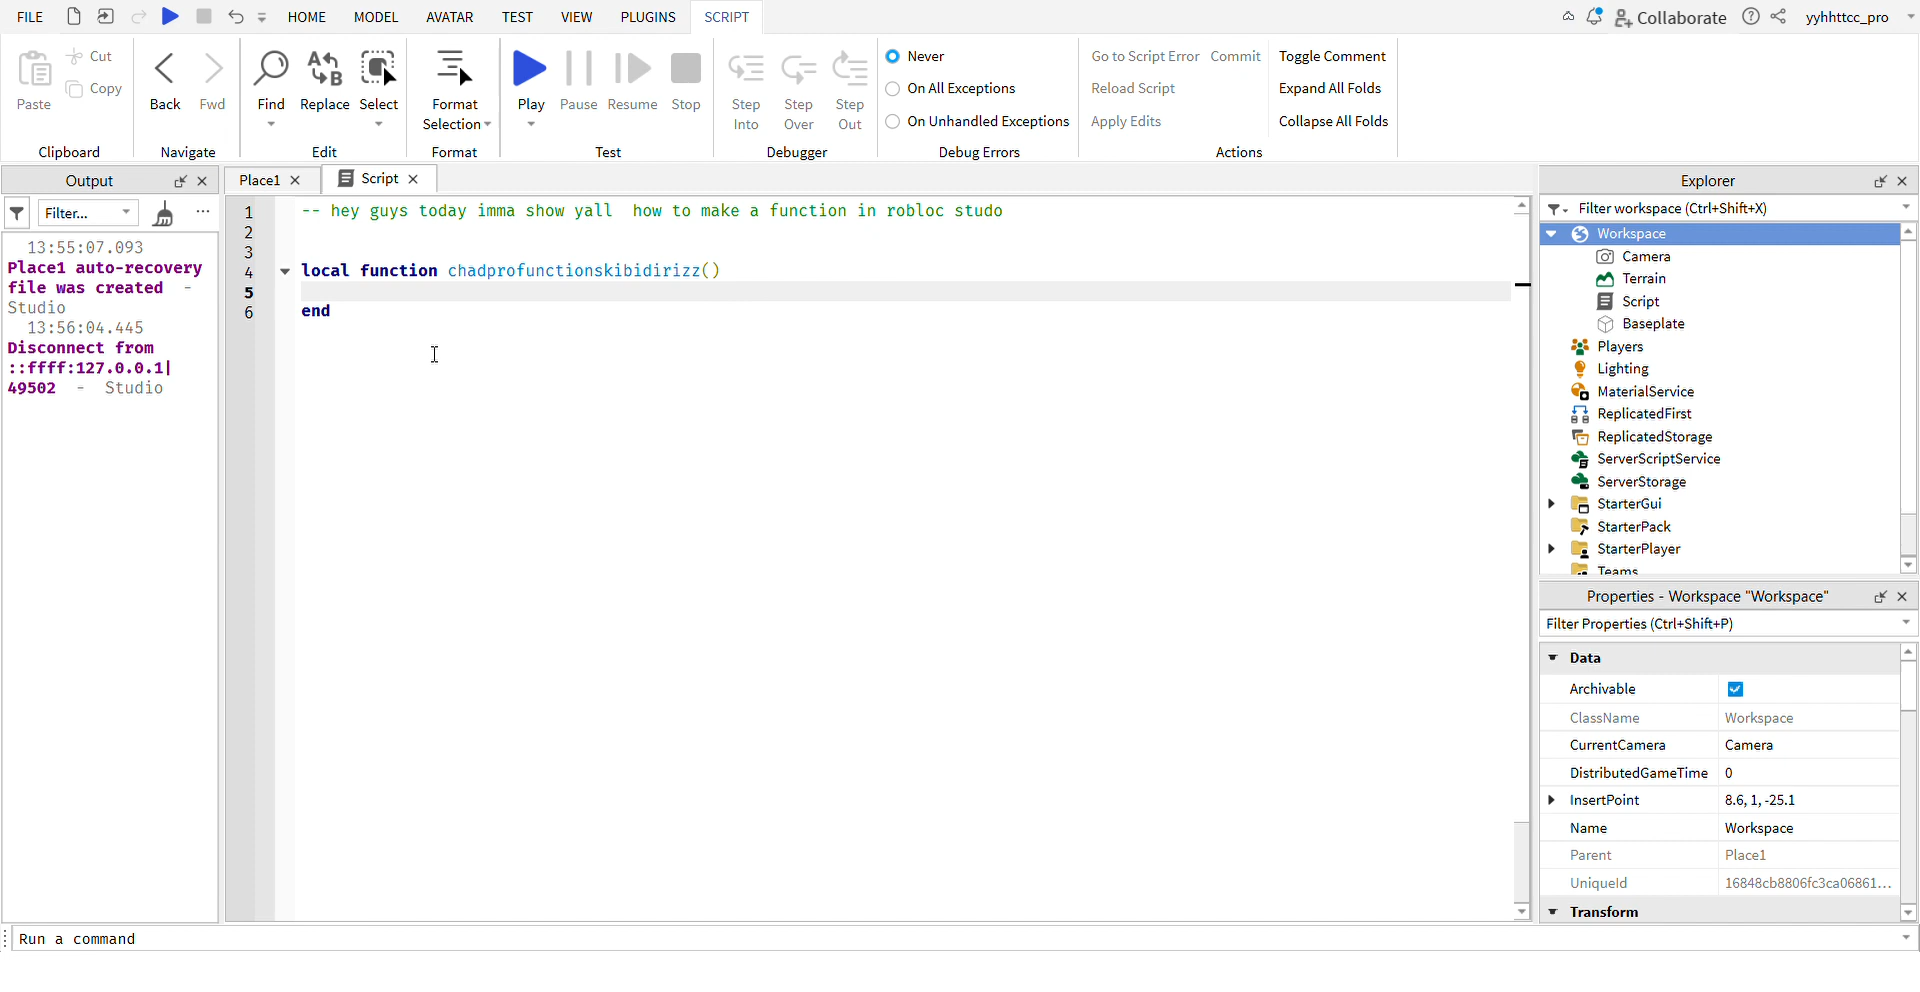 FILE HOME MODEL AVATAR TEST VIEW PLUGINS SCRIPT Collaborate yyhhttcc_pro
Paste Cut Copy
Clipboard
Back Fwd
Navigate
Find Replace Select
Edit
Format Selection
Format
Play Pause Resume Stop
Test
Step Into Step Over Step Out
Debugger
Never
On All Exceptions
On Unhandled Exceptions
Debug Errors
Go to Script Error Commit Toggle Comment
Reload Script Expand All Folds
Apply Edits Collapse All Folds
Actions
Output
Filter...
13:55:07.093
Place1 auto-recovery
file was created -
Studio
13:56:04.445
Disconnect from
::ffff:127.0.0.1|
49502 - Studio
Place1 Script
1 -- hey guys today imma show yall  how to make a function in robloc studo
2
3
4 local function chadprofunctionskibidirizz()
5
6 end
Explorer
Filter workspace (Ctrl+Shift+X)
Workspace
Camera
Terrain
Script
Baseplate
Players
Lighting
MaterialService
ReplicatedFirst
ReplicatedStorage
ServerScriptService
ServerStorage
StarterGui
StarterPack
StarterPlayer
Teams
Properties - Workspace "Workspace"
Filter Properties (Ctrl+Shift+P)
Data
Archivable
ClassName Workspace
CurrentCamera Camera
DistributedGameTime 0
InsertPoint 8.6, 1, -25.1
Name Workspace
Parent Place1
UniqueId 16848cb8806fc3ca06861...
Transform
Run a command